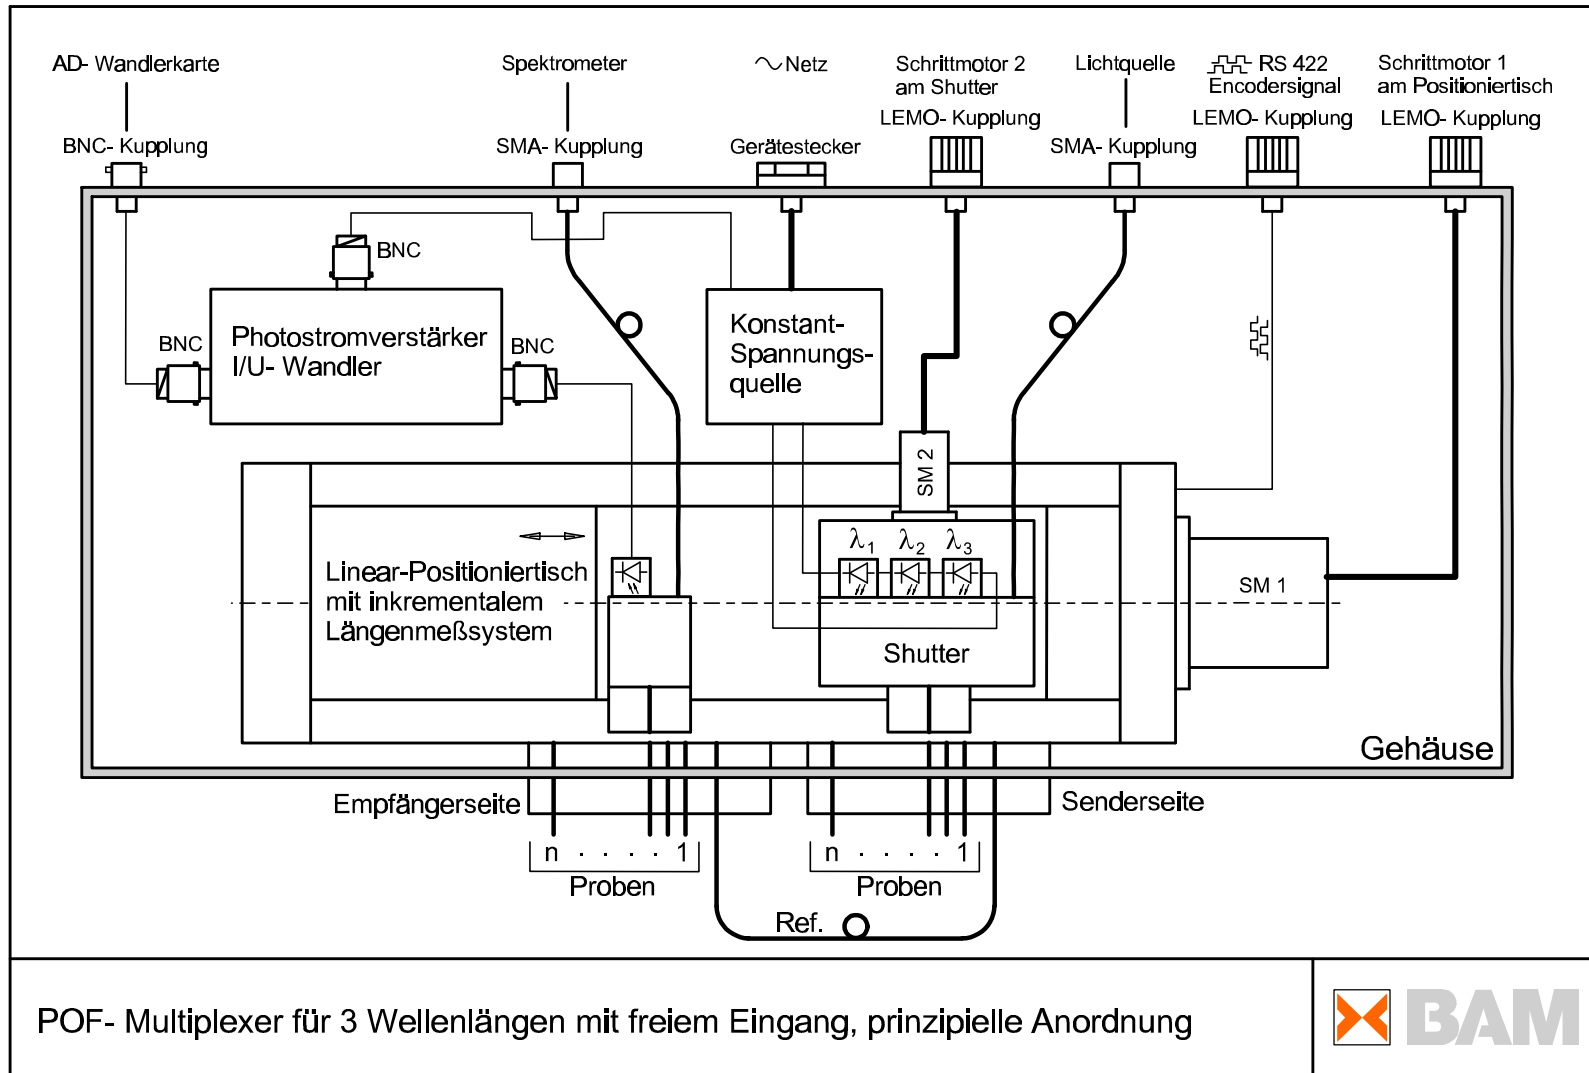 AD- Wandlerkarte
Spektrometer
Netz
Schrittmotor 2
am Shutter
Lichtquelle
RS 422
Encodersignal
Schrittmotor 1
am Positioniertisch
BNC- Kupplung
SMA- Kupplung
Gerätestecker
LEMO- Kupplung
SMA- Kupplung
LEMO- Kupplung
LEMO- Kupplung
BNC
BNC
BNC
Photostromverstärker
I/U- Wandler
Konstant-
Spannungs-
quelle
SM 2
λ1
λ2
λ3
Linear-Positioniertisch
mit inkrementalem
Längenmeßsystem
SM 1
Shutter
Gehäuse
Empfängerseite
Senderseite
n . . . . 1
n . . . . 1
Proben
Proben
Ref.
POF- Multiplexer für 3 Wellenlängen mit freiem Eingang, prinzipielle Anordnung
BAM